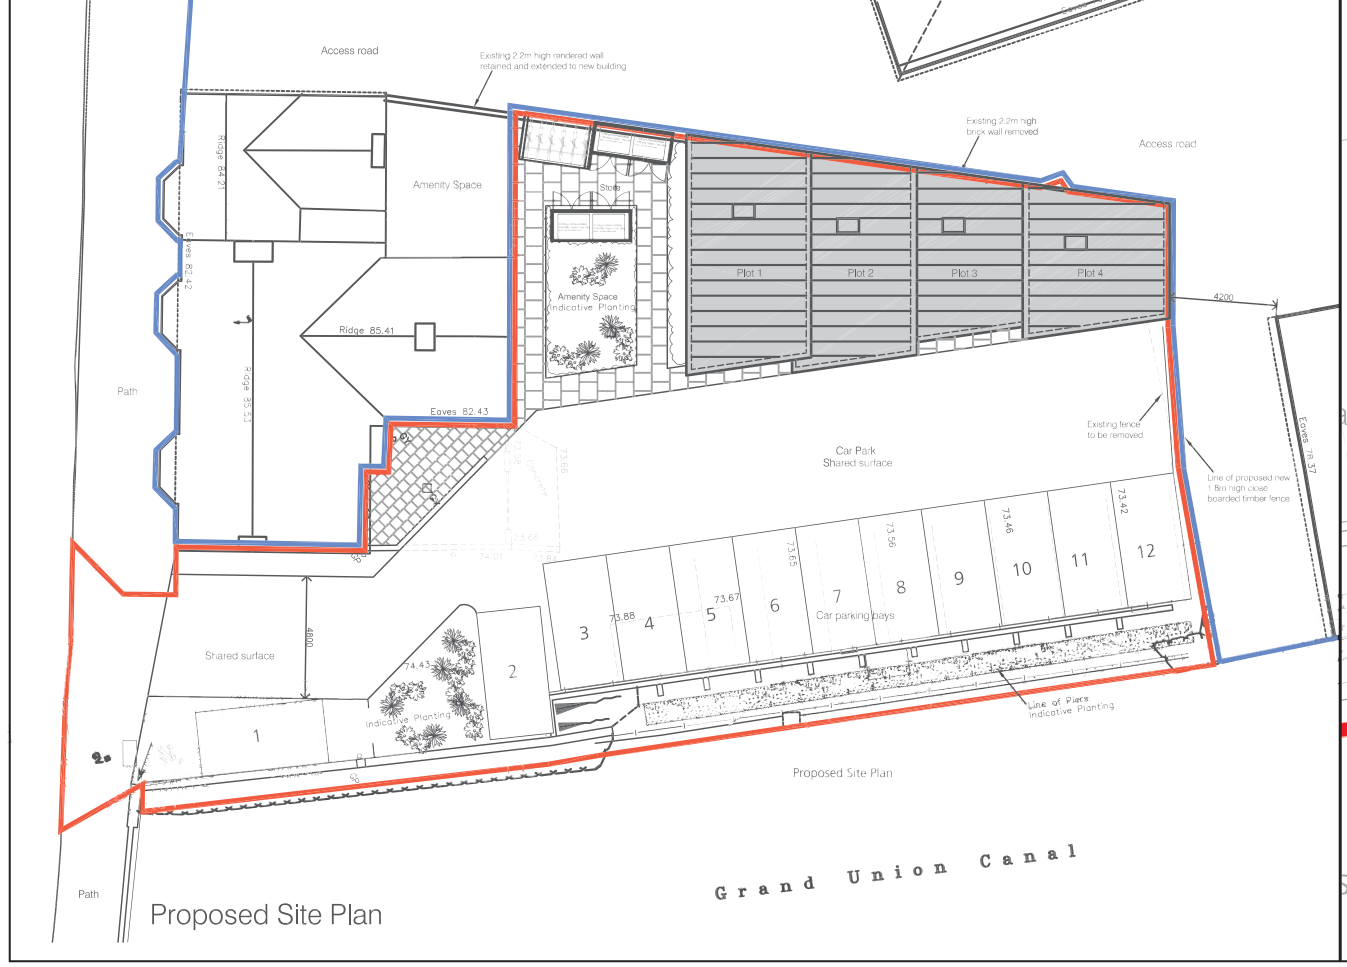 Access road
Existing 2.2m high rendered wall
retained and extended to new building
Existing 2.2m high
brick wall removed
Access road
Ridge 84.21
Amenity Space
Store
Eaves 82.42
Plot 1
Plot 2
Plot 3
Plot 4
Amenity Space
Indicative Planting
4200
Ridge 85.41
Ridge 85.53
Path
Eaves 82.43
Existing fence
to be removed
Eaves 78.37
Car Park
Shared surface
Line of proposed new
1.8m high close
boarded timber fence
73.66
Concrete
73.66
74.01
73.42
73.46
73.56
73.65
12
11
10
9
8
7
6
5
4
3
73.67
73.88
Car parking bays
4800
Shared surface
74.43
2
Indicative Planting
1
Line of Piers
Indicative Planting
2.
Proposed Site Plan
Grand Union Canal
Path
Proposed Site Plan